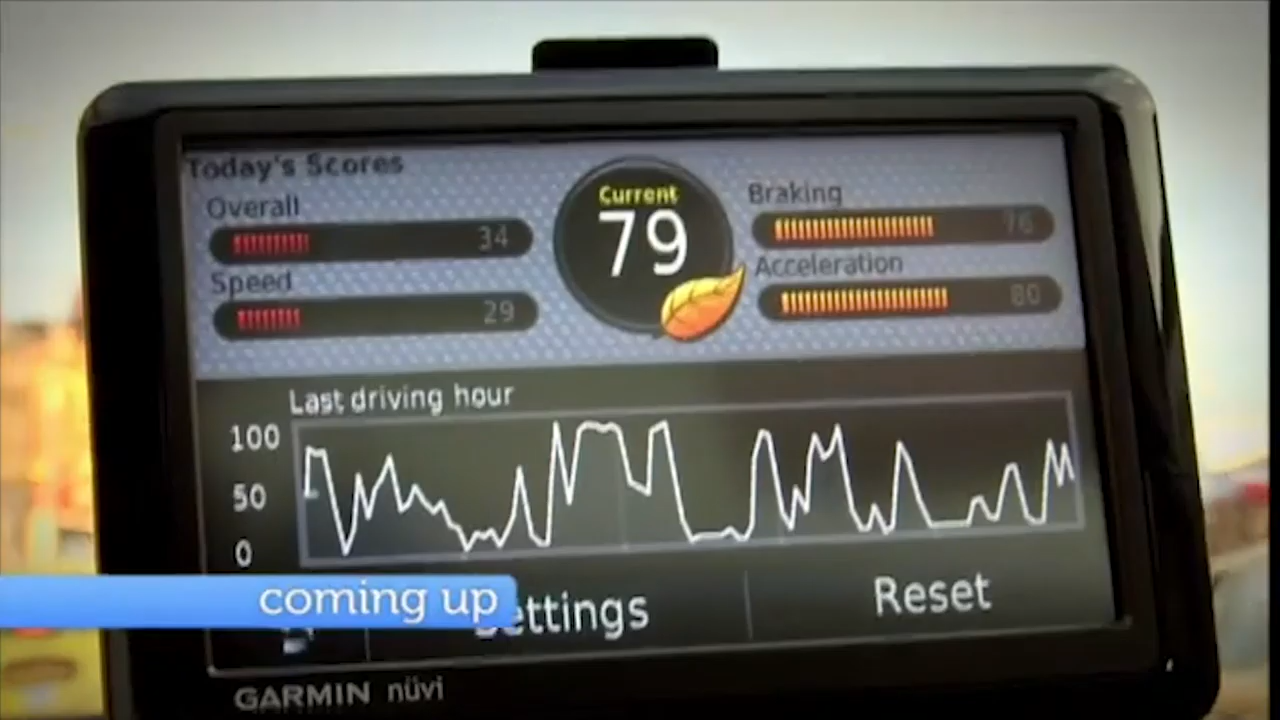 Today's Scores
Overall
34
Speed
29
Current
79
Braking
76
Acceleration
80
Last driving hour
100
50
0
coming up
ettings
Reset
GARMIN nüvi